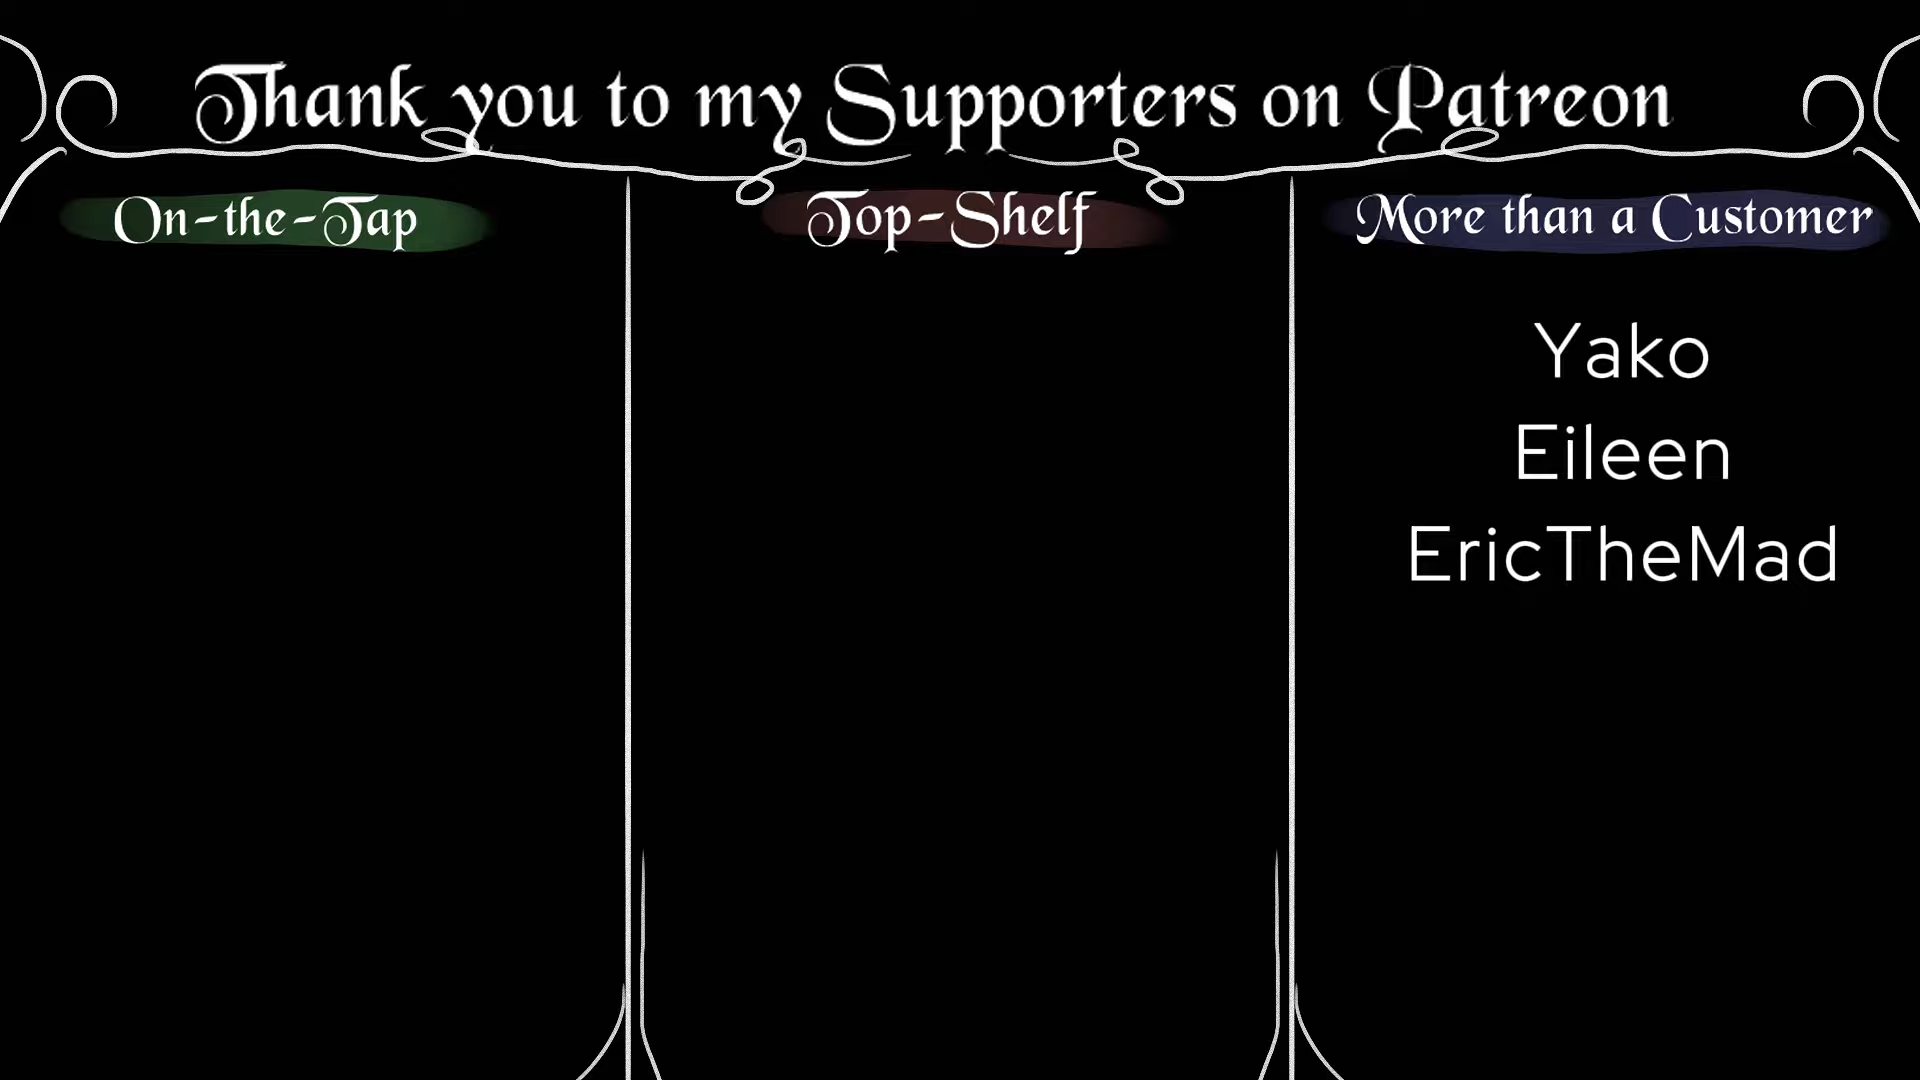 Thank you to my Supporters on Patreon
On-the-Tap
Top-Shelf
More than a Customer
Yako
Eileen
EricTheMad